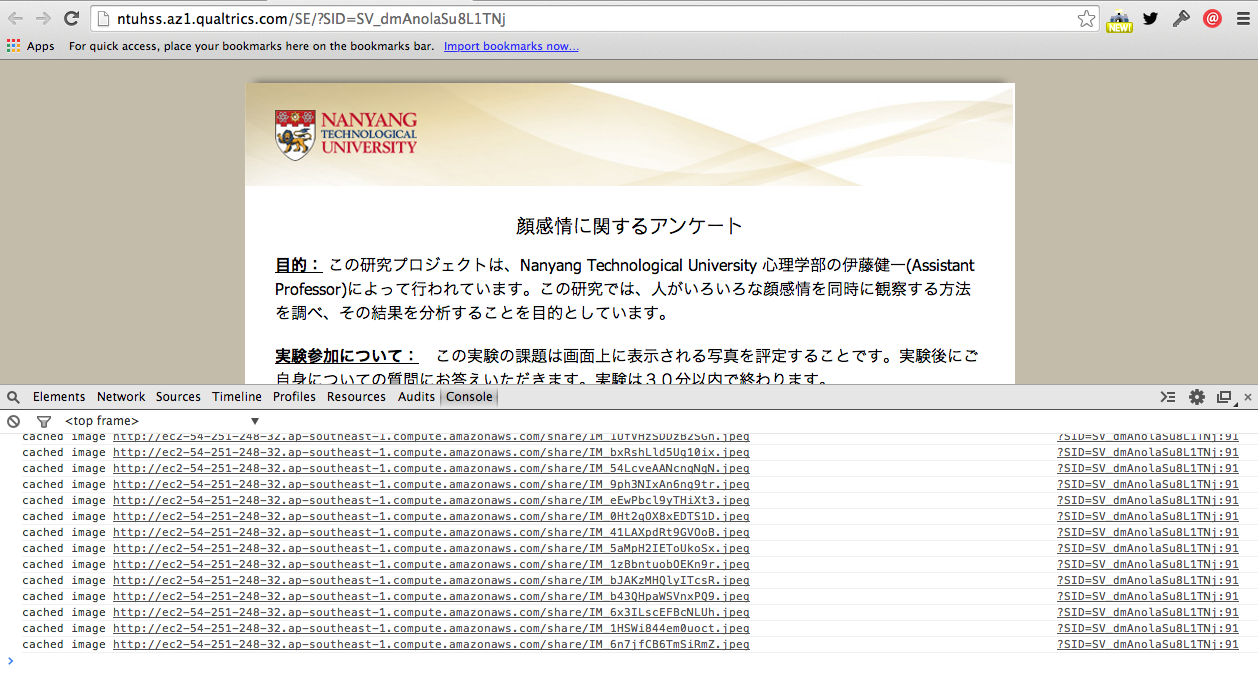 ntuhss.az1.qualtrics.com/SE/?SID=SV_dmAnolaSu8L1TNj
NEW!
Apps For quick access, place your bookmarks here on the bookmarks bar. Import bookmarks now...
NANYANG
TECHNOLOGICAL
UNIVERSITY
顔感情に関するアンケート
目的： この研究プロジェクトは、Nanyang Technological University 心理学部の伊藤健一(Assistant
Professor)によって行われています。この研究では、人がいろいろな顔感情を同時に観察する方法
を調べ、その結果を分析することを目的としています。
実験参加について： この実験の課題は画面上に表示される写真を評定することです。実験後にご
自身についての質問にお答えいただきます。実験は３０分以内で終わります。
Elements Network Sources Timeline Profiles Resources Audits Console
<top frame>
cached image http://ec2-54-251-248-32.ap-southeast-1.compute.amazonaws.com/share/IM_1UYVHzSDDzB2SGh.jpeg ?SID=SV_dmAnolaSu8L1TNj:91
cached image http://ec2-54-251-248-32.ap-southeast-1.compute.amazonaws.com/share/IM_bxRshLld5Ug10ix.jpeg ?SID=SV_dmAnolaSu8L1TNj:91
cached image http://ec2-54-251-248-32.ap-southeast-1.compute.amazonaws.com/share/IM_54LcveAANcnqNgN.jpeg ?SID=SV_dmAnolaSu8L1TNj:91
cached image http://ec2-54-251-248-32.ap-southeast-1.compute.amazonaws.com/share/IM_9ph3NIxAn6nq9tr.jpeg ?SID=SV_dmAnolaSu8L1TNj:91
cached image http://ec2-54-251-248-32.ap-southeast-1.compute.amazonaws.com/share/IM_eEwPbcl9yTHiXt3.jpeg ?SID=SV_dmAnolaSu8L1TNj:91
cached image http://ec2-54-251-248-32.ap-southeast-1.compute.amazonaws.com/share/IM_0Ht2qOX8xEDTS1D.jpeg ?SID=SV_dmAnolaSu8L1TNj:91
cached image http://ec2-54-251-248-32.ap-southeast-1.compute.amazonaws.com/share/IM_41LAXpdRt9GVOoB.jpeg ?SID=SV_dmAnolaSu8L1TNj:91
cached image http://ec2-54-251-248-32.ap-southeast-1.compute.amazonaws.com/share/IM_5aMpH2IEToUkoSx.jpeg ?SID=SV_dmAnolaSu8L1TNj:91
cached image http://ec2-54-251-248-32.ap-southeast-1.compute.amazonaws.com/share/IM_1zBbntuobOEKn9r.jpeg ?SID=SV_dmAnolaSu8L1TNj:91
cached image http://ec2-54-251-248-32.ap-southeast-1.compute.amazonaws.com/share/IM_bJAKzMHQlyITcsR.jpeg ?SID=SV_dmAnolaSu8L1TNj:91
cached image http://ec2-54-251-248-32.ap-southeast-1.compute.amazonaws.com/share/IM_b43QHpaWSVnxPQ9.jpeg ?SID=SV_dmAnolaSu8L1TNj:91
cached image http://ec2-54-251-248-32.ap-southeast-1.compute.amazonaws.com/share/IM_6x3ILscEFBcNLUh.jpeg ?SID=SV_dmAnolaSu8L1TNj:91
cached image http://ec2-54-251-248-32.ap-southeast-1.compute.amazonaws.com/share/IM_1HSWi844em0uoct.jpeg ?SID=SV_dmAnolaSu8L1TNj:91
cached image http://ec2-54-251-248-32.ap-southeast-1.compute.amazonaws.com/share/IM_6n7jfCB6TmSiRmZ.jpeg ?SID=SV_dmAnolaSu8L1TNj:91